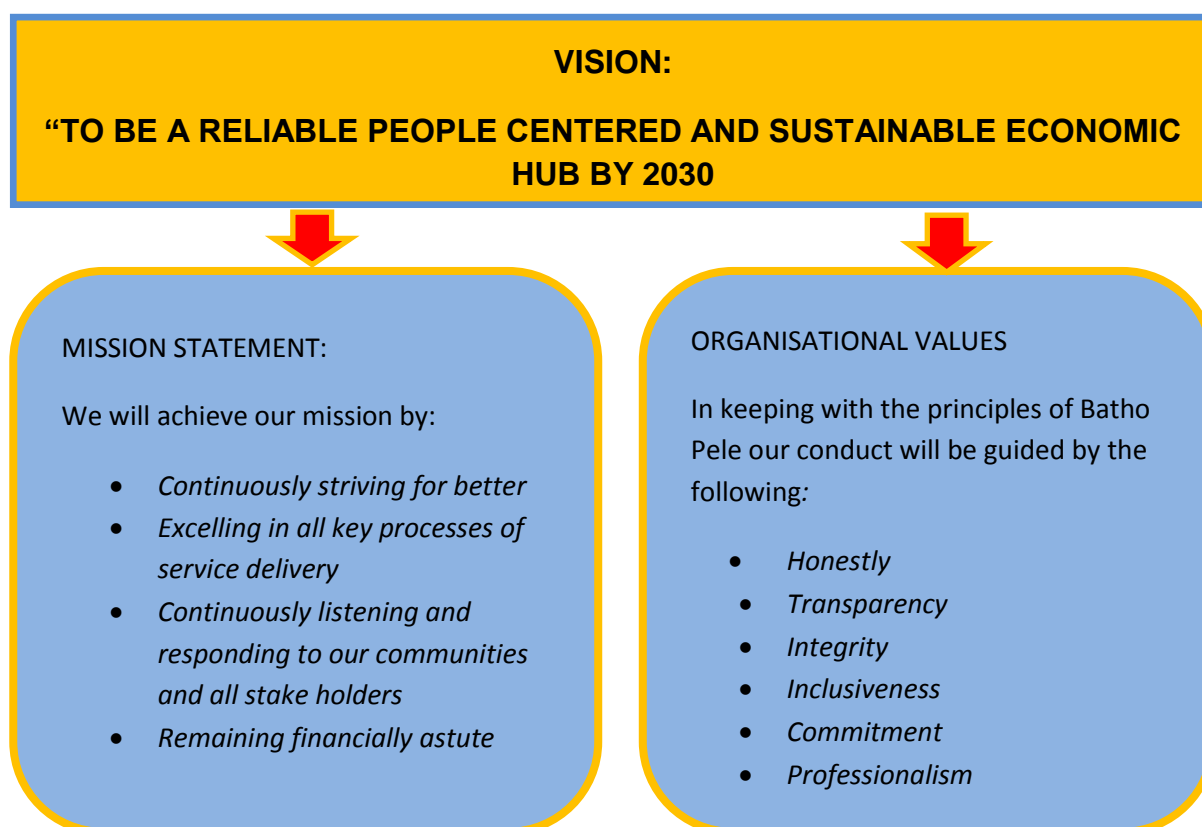 VISION:
“TO BE A RELIABLE PEOPLE CENTERED AND SUSTAINABLE ECONOMIC
HUB BY 2030
MISSION STATEMENT:
We will achieve our mission by:
• Continuously striving for better
• Excelling in all key processes of
service delivery
• Continuously listening and
responding to our communities
and all stake holders
• Remaining financially astute
ORGANISATIONAL VALUES
In keeping with the principles of Batho
Pele our conduct will be guided by the
following:
• Honestly
• Transparency
• Integrity
• Inclusiveness
• Commitment
• Professionalism